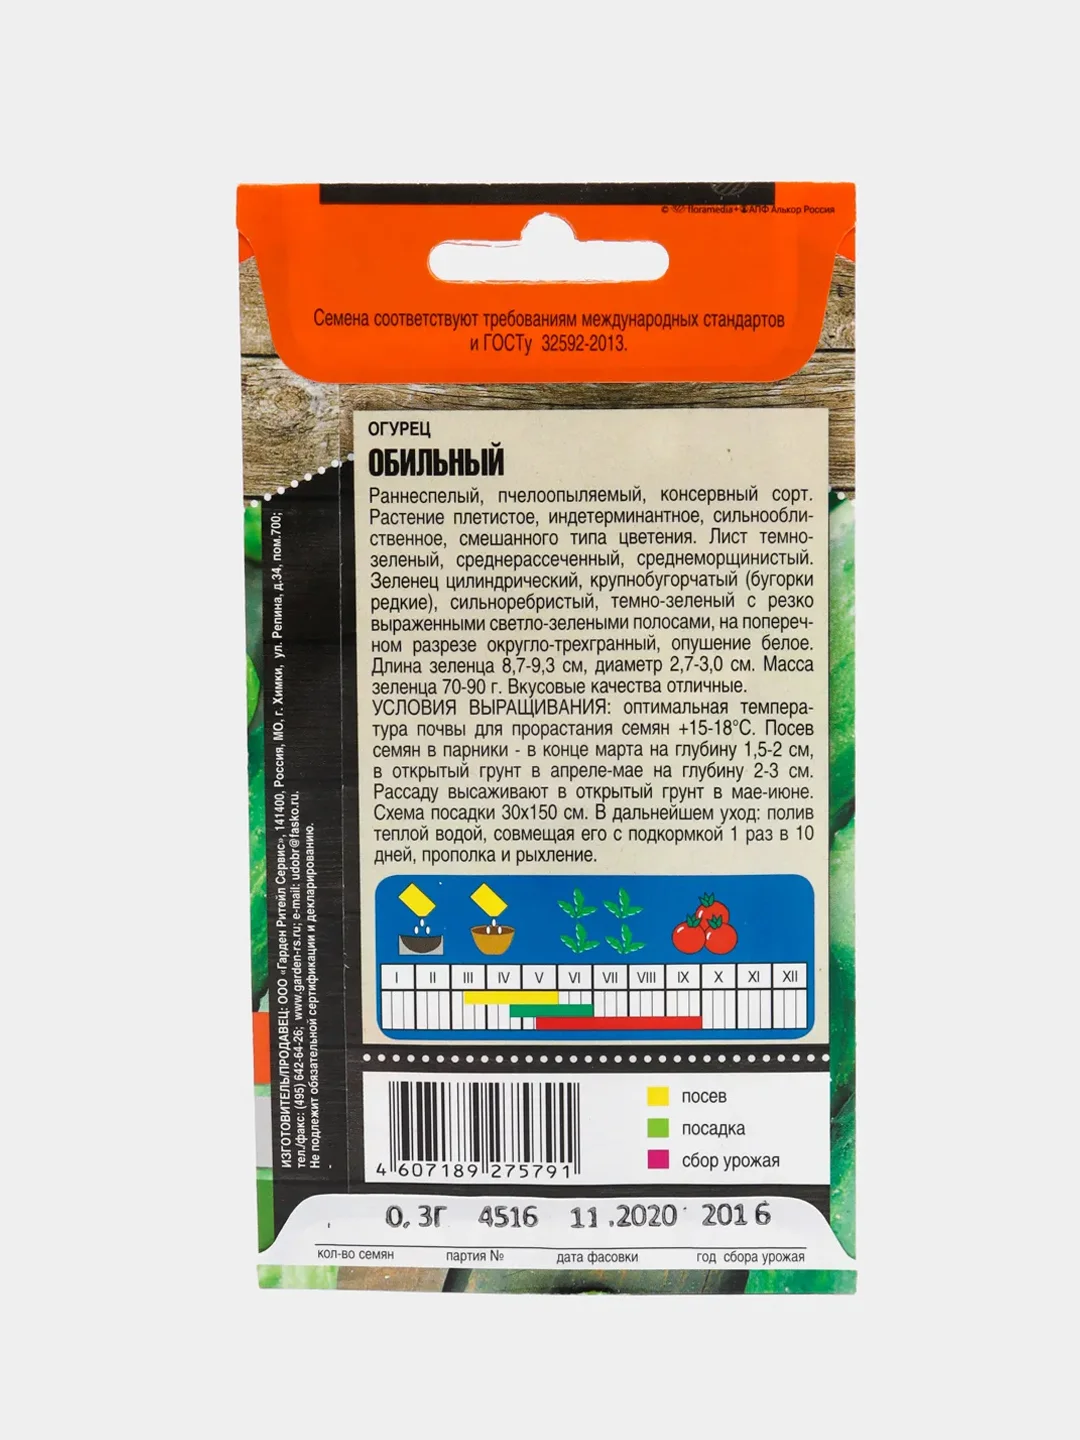 floramedia + АПФ Алькор Россия
Семена соответствуют требованиям международных стандартов
и ГОСТу 32592-2013.
ОГУРЕЦ
ОБИЛЬНЫЙ
Раннеспелый, пчелоопыляемый, консервный сорт.
Растение плетистое, индетерминантное, сильнообли-
ственное, смешанного типа цветения. Лист темно-
зеленый, среднерассеченный, среднеморщинистый.
Зеленец цилиндрический, крупнобугорчатый (бугорки
редкие), сильноребристый, темно-зеленый с резко
выраженными светло-зелеными полосами, на попереч-
ном разрезе округло-трехгранный, опушение белое.
Длина зеленца 8,7-9,3 см, диаметр 2,7-3,0 см. Масса
зеленца 70-90 г. Вкусовые качества отличные.
УСЛОВИЯ ВЫРАЩИВАНИЯ: оптимальная темпера-
тура почвы для прорастания семян +15-18°С. Посев
семян в парники - в конце марта на глубину 1,5-2 см,
в открытый грунт в апреле-мае на глубину 2-3 см.
Рассаду высаживают в открытый грунт в мае-июне.
Схема посадки 30х150 см. В дальнейшем уход: полив
теплой водой, совмещая его с подкормкой 1 раз в 10
дней, прополка и рыхление.
I II III IV V VI VII VIII IX X XI XII
посев
посадка
сбор урожая
4 607189 275791
0,3Г 4516 11.2020 2016
кол-во семян партия № дата фасовки год сбора урожая
ИЗГОТОВИТЕЛЬ/ПРОДАВЕЦ: ООО «Гарден Ритейл Сервис», 141400, Россия, МО, г. Химки, ул. Репина, д.34, пом.700;
тел./факс: (495) 642-64-26; www.garden-rs.ru; e-mail: udobr@fasko.ru.
Не подлежит обязательной сертификации и декларированию.